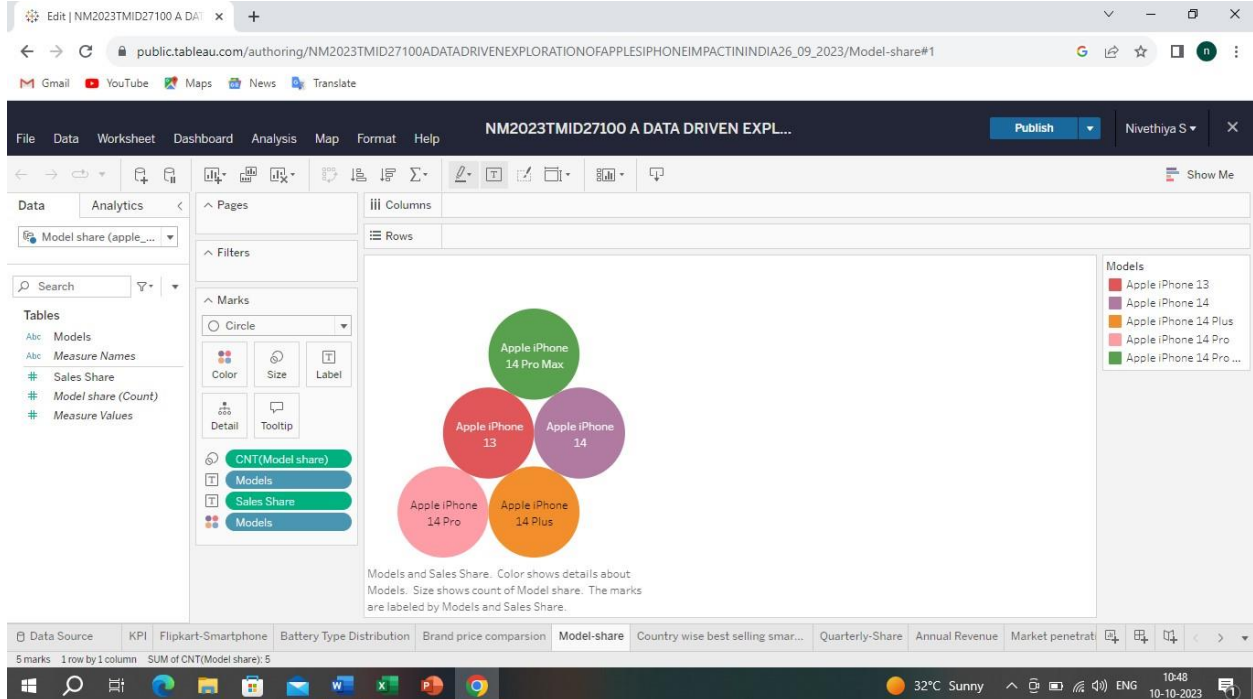 Edit | NM2023TMID27100 A DAT
public.tableau.com/authoring/NM2023TMID27100ADATADRIVENEXPLORATIONOFAPPLESIPHONEIMPACTININDIA26_09_2023/Model-share#1
G
n
Gmail YouTube Maps News Translate
NM2023TMID27100 A DATA DRIVEN EXPL...
Publish
Nivethiya S
File Data Worksheet Dashboard Analysis Map Format Help
Show Me
Data Analytics
Pages
Columns
Model share (apple_...
Rows
Filters
Search
Marks
Circle
Tables
Abc Models
Abc Measure Names
# Sales Share
# Model share (Count)
# Measure Values
Color Size Label
Detail Tooltip
CNT(Model share)
Models
Sales Share
Models
Apple iPhone
14 Pro Max
Apple iPhone
13
Apple iPhone
14
Apple iPhone
14 Pro
Apple iPhone
14 Plus
Models and Sales Share. Color shows details about
Models. Size shows count of Model share. The marks
are labeled by Models and Sales Share.
Models
Apple iPhone 13
Apple iPhone 14
Apple iPhone 14 Plus
Apple iPhone 14 Pro
Apple iPhone 14 Pro ...
Data Source KPI Flipkart-Smartphone Battery Type Distribution Brand price comparsion Model-share Country wise best selling smar... Quarterly-Share Annual Revenue Market penetrati
5 marks 1 row by 1 column SUM of CNT(Model share): 5
32°C Sunny
ENG
10:48
10-10-2023